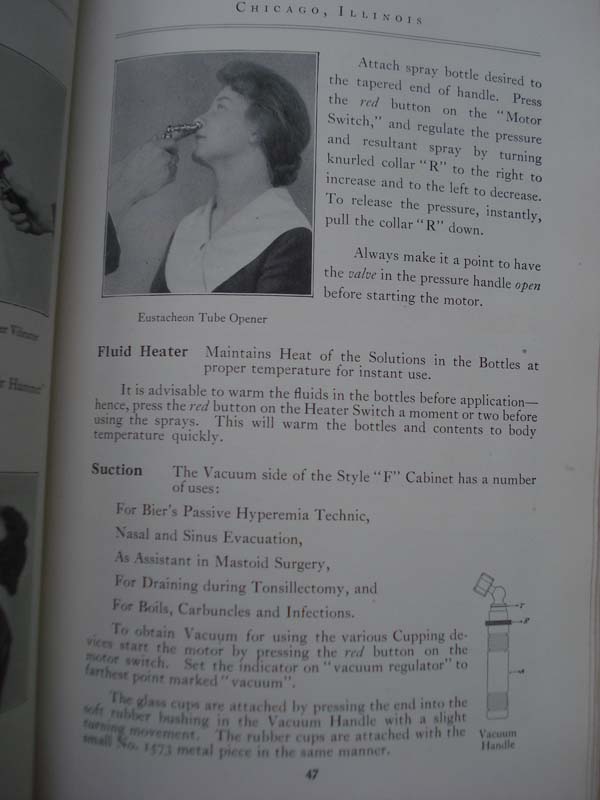 CHICAGO, ILLINOIS
Attach spray bottle desired to
the tapered end of handle. Press
the red button on the "Motor
Switch," and regulate the pressure
and resultant spray by turning
knurled collar "R" to the right to
increase and to the left to decrease.
To release the pressure, instantly,
pull the collar "R" down.
Always make it a point to have
the valve in the pressure handle open
before starting the motor.
Eustacheon Tube Opener
Fluid Heater Maintains Heat of the Solutions in the Bottles at
proper temperature for instant use.
It is advisable to warm the fluids in the bottles before application—
hence, press the red button on the Heater Switch a moment or two before
using the sprays. This will warm the bottles and contents to body
temperature quickly.
Suction The Vacuum side of the Style "F" Cabinet has a number
of uses:
For Bier's Passive Hyperemia Technic,
Nasal and Sinus Evacuation,
As Assistant in Mastoid Surgery,
For Draining during Tonsillectomy, and
For Boils, Carbuncles and Infections.
To obtain Vacuum for using the various Cupping de-
vices start the motor by pressing the red button on the
motor switch. Set the indicator on "vacuum regulator" to
farthest point marked "vacuum".
The glass cups are attached by pressing the end into the
soft rubber bushing in the Vacuum Handle with a slight
turning movement. The rubber cups are attached with the
small No. 1573 metal piece in the same manner.
Vacuum
Handle
47
Vibrator